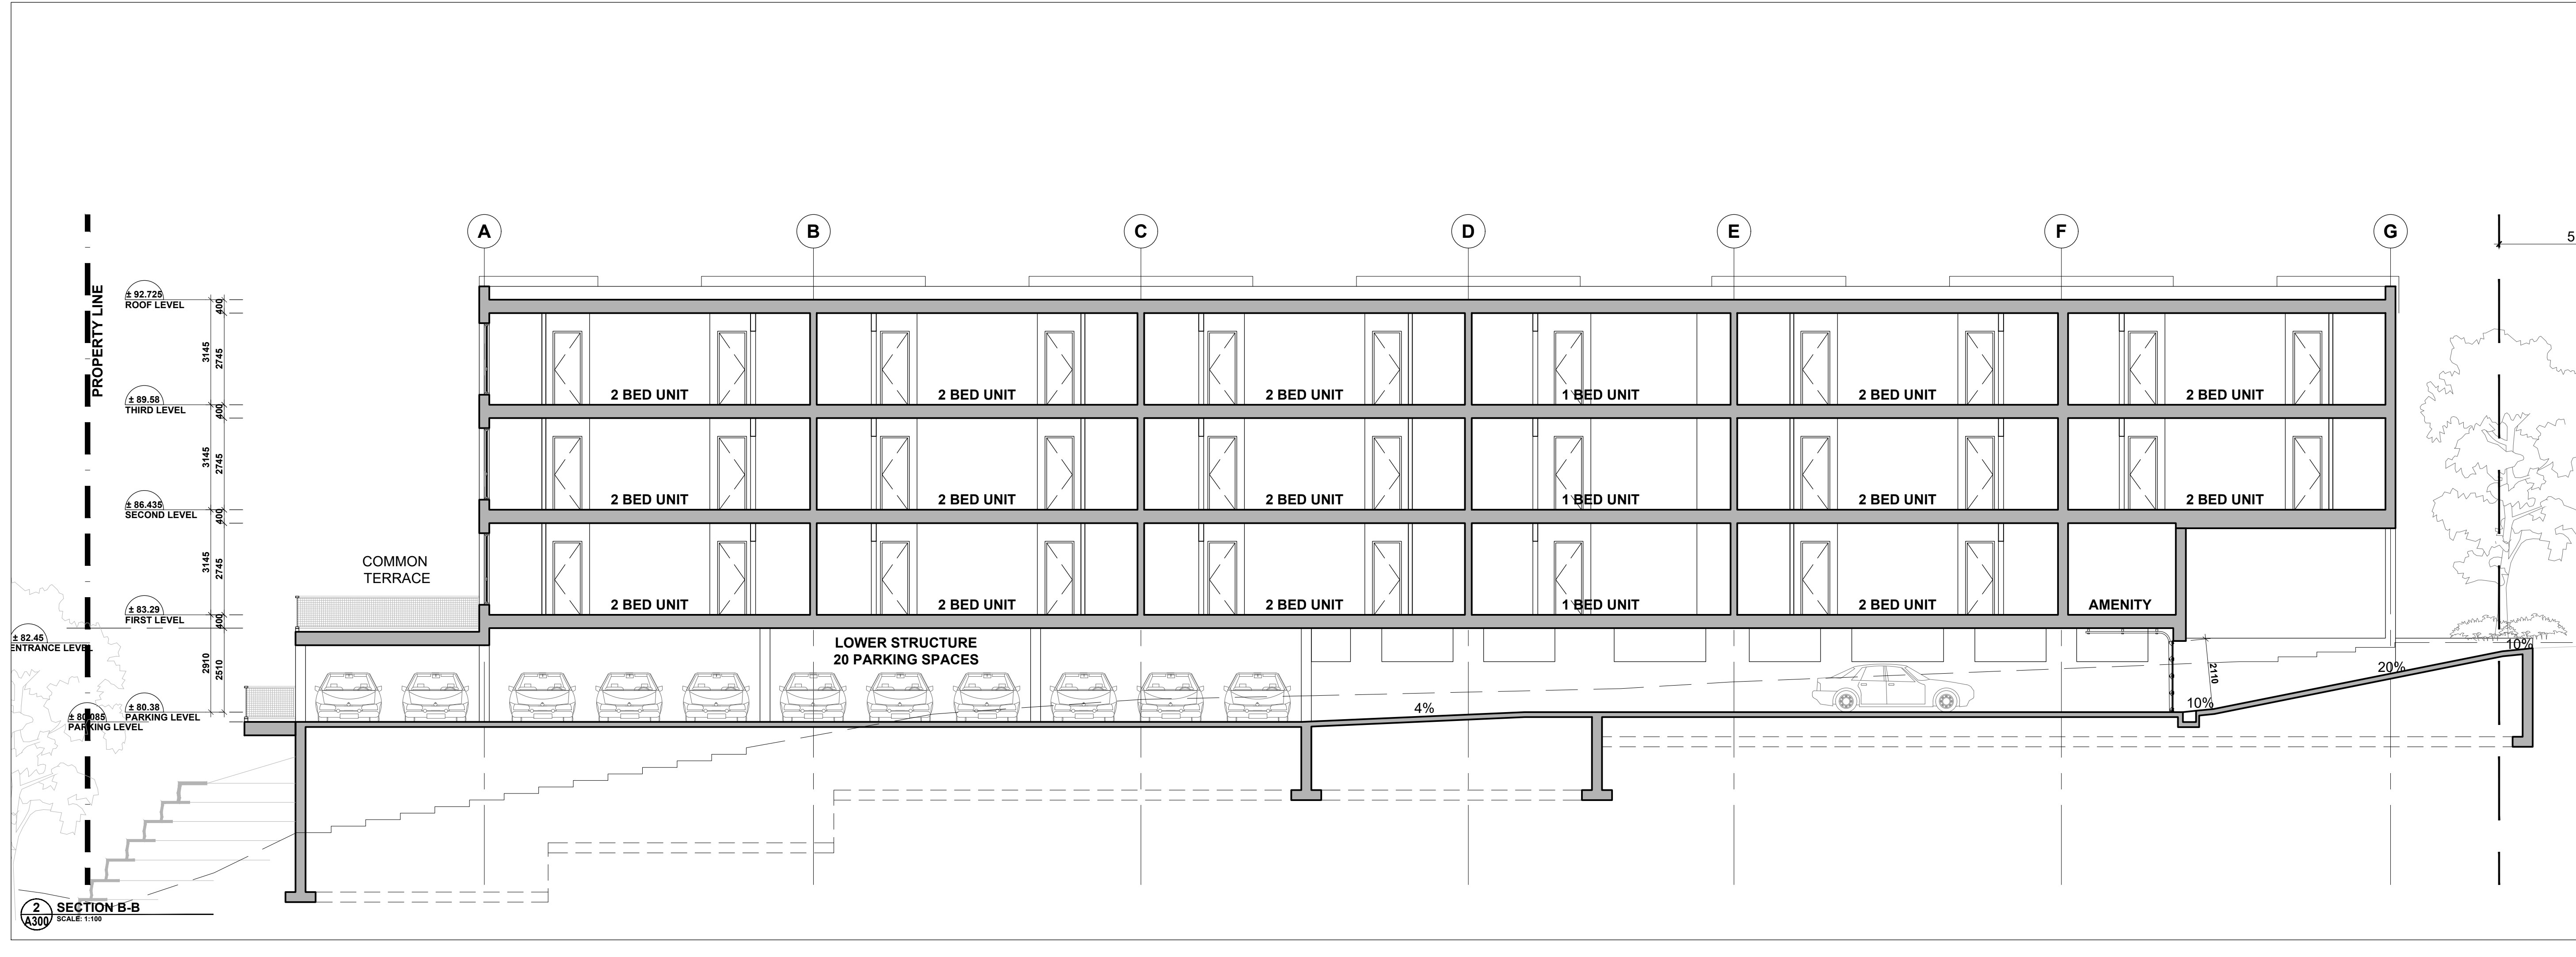 A
B
C
D
E
F
G
5
PROPERTY LINE
± 92.725
ROOF LEVEL
400
3145
2745
± 89.58
THIRD LEVEL
400
3145
2745
± 86.435
SECOND LEVEL
400
3145
2745
± 83.29
FIRST LEVEL
400
± 82.45
ENTRANCE LEVEL
2910
2510
± 80.38
PARKING LEVEL
± 80.085
PARKING LEVEL
2 BED UNIT
2 BED UNIT
2 BED UNIT
1 BED UNIT
2 BED UNIT
2 BED UNIT
2 BED UNIT
2 BED UNIT
2 BED UNIT
1 BED UNIT
2 BED UNIT
2 BED UNIT
COMMON
TERRACE
2 BED UNIT
2 BED UNIT
2 BED UNIT
1 BED UNIT
2 BED UNIT
AMENITY
LOWER STRUCTURE
20 PARKING SPACES
4%
2110
10%
20%
10%
2
A300
SECTION B-B
SCALE: 1:100